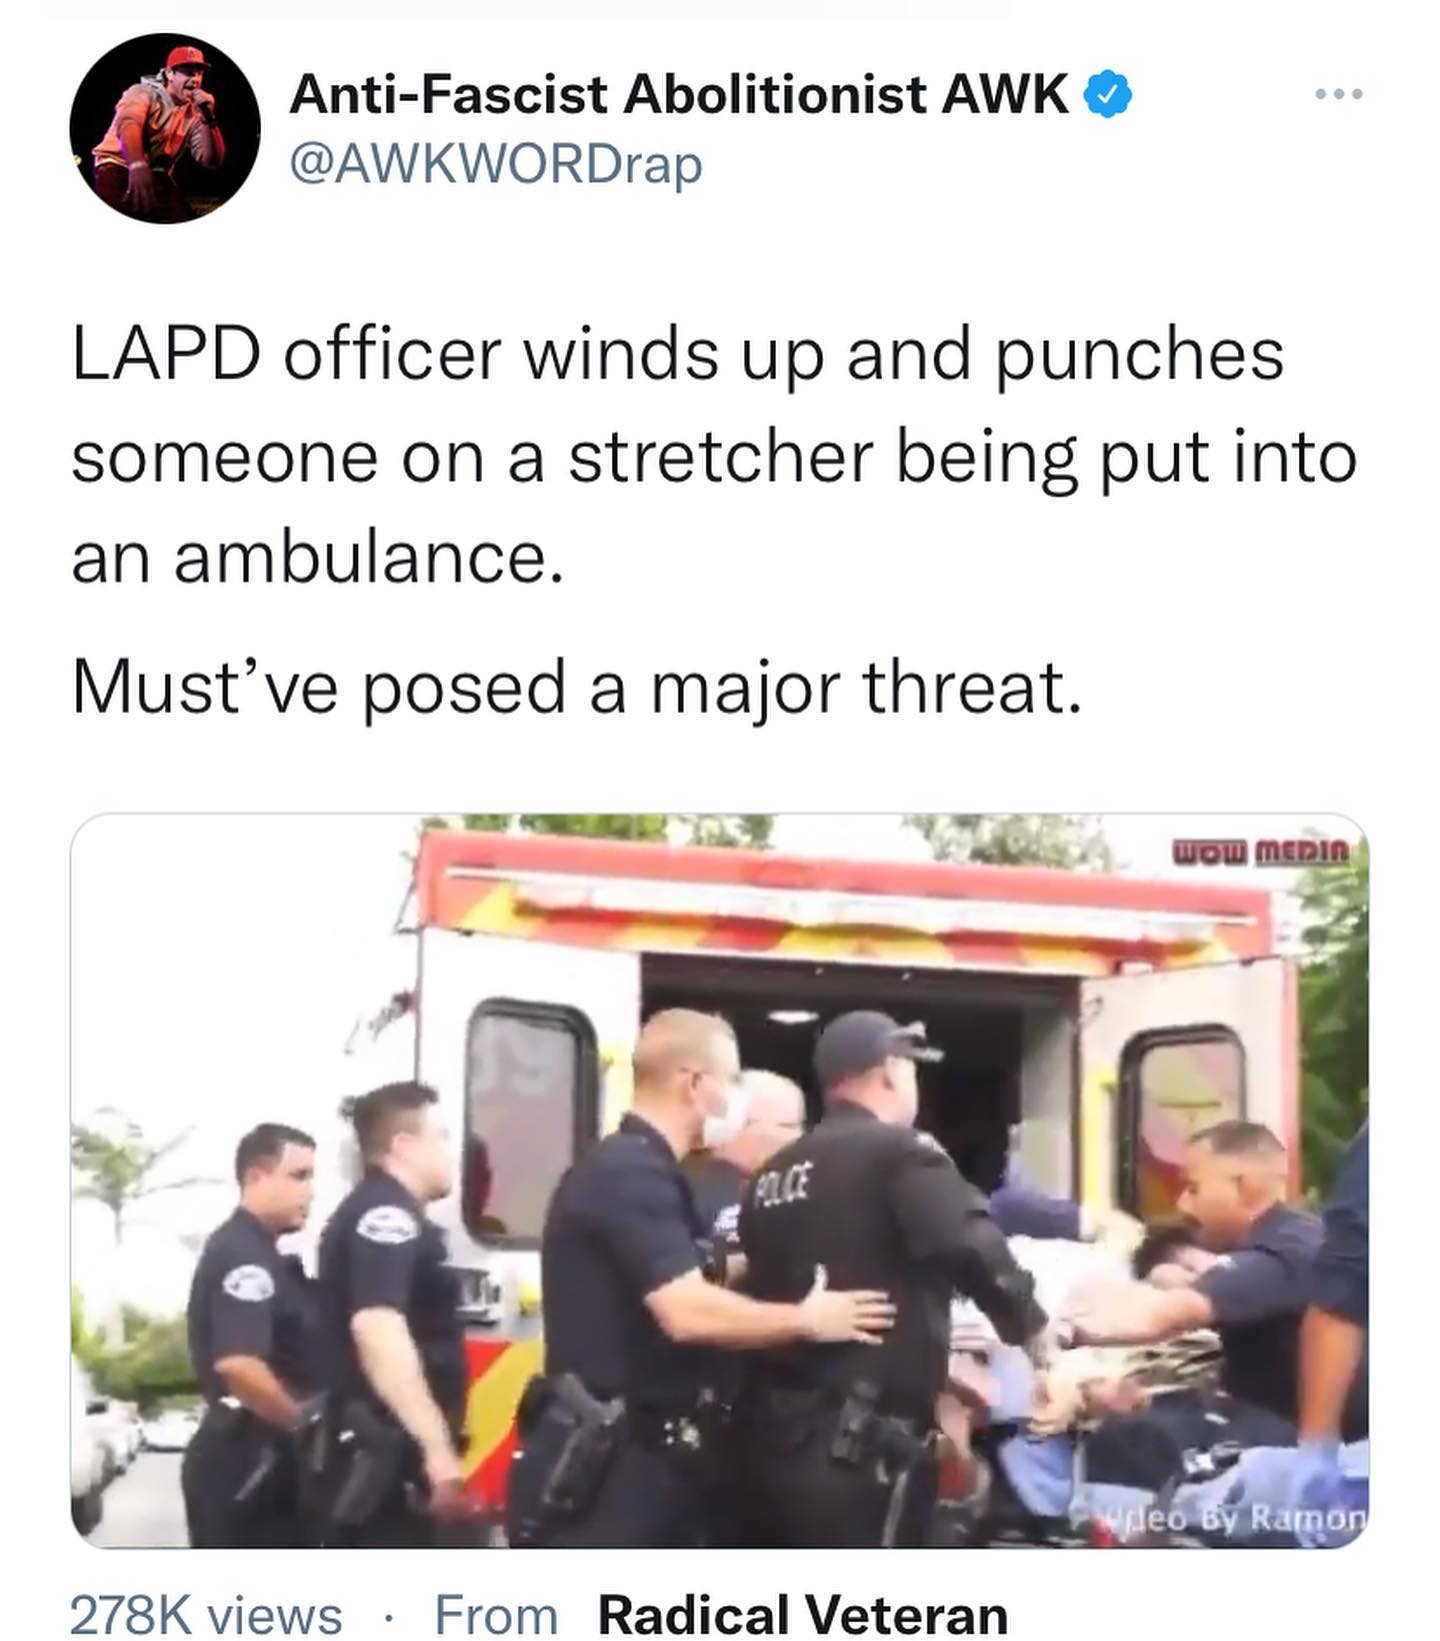 Anti-Fascist Abolitionist AWK
@AWKWORDrap
LAPD officer winds up and punches
someone on a stretcher being put into
an ambulance.
Must’ve posed a major threat.
WOW MEDIA
POLICE
Video By Ramon
278K views · From Radical Veteran